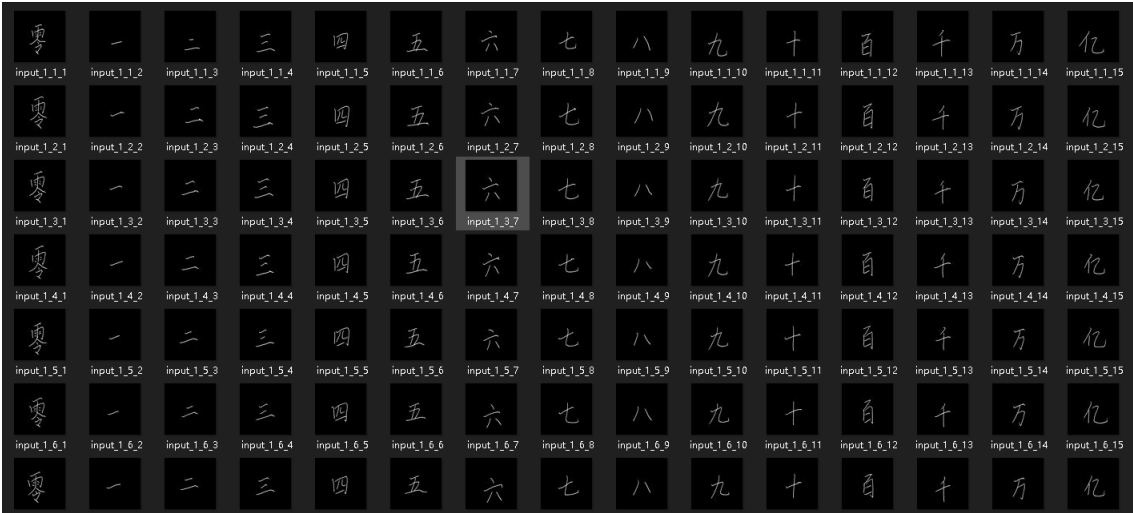 零 一 二 三 四 五 六 七 八 九 十 百 千 万 亿
input_1_1_1 input_1_1_2 input_1_1_3 input_1_1_4 input_1_1_5 input_1_1_6 input_1_1_7 input_1_1_8 input_1_1_9 input_1_1_10 input_1_1_11 input_1_1_12 input_1_1_13 input_1_1_14 input_1_1_15
零 一 二 三 四 五 六 七 八 九 十 百 千 万 亿
input_1_2_1 input_1_2_2 input_1_2_3 input_1_2_4 input_1_2_5 input_1_2_6 input_1_2_7 input_1_2_8 input_1_2_9 input_1_2_10 input_1_2_11 input_1_2_12 input_1_2_13 input_1_2_14 input_1_2_15
零 一 二 三 四 五 六 七 八 九 十 百 千 万 亿
input_1_3_1 input_1_3_2 input_1_3_3 input_1_3_4 input_1_3_5 input_1_3_6 input_1_3_7 input_1_3_8 input_1_3_9 input_1_3_10 input_1_3_11 input_1_3_12 input_1_3_13 input_1_3_14 input_1_3_15
零 一 二 三 四 五 六 七 八 九 十 百 千 万 亿
input_1_4_1 input_1_4_2 input_1_4_3 input_1_4_4 input_1_4_5 input_1_4_6 input_1_4_7 input_1_4_8 input_1_4_9 input_1_4_10 input_1_4_11 input_1_4_12 input_1_4_13 input_1_4_14 input_1_4_15
零 一 二 三 四 五 六 七 八 九 十 百 千 万 亿
input_1_5_1 input_1_5_2 input_1_5_3 input_1_5_4 input_1_5_5 input_1_5_6 input_1_5_7 input_1_5_8 input_1_5_9 input_1_5_10 input_1_5_11 input_1_5_12 input_1_5_13 input_1_5_14 input_1_5_15
零 一 二 三 四 五 六 七 八 九 十 百 千 万 亿
input_1_6_1 input_1_6_2 input_1_6_3 input_1_6_4 input_1_6_5 input_1_6_6 input_1_6_7 input_1_6_8 input_1_6_9 input_1_6_10 input_1_6_11 input_1_6_12 input_1_6_13 input_1_6_14 input_1_6_15
零 一 二 三 四 五 六 七 八 九 十 百 千 万 亿